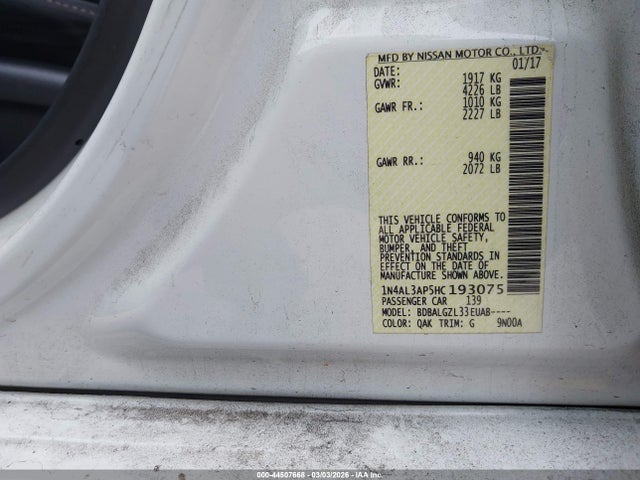 MFD BY NISSAN MOTOR CO., LTD.
DATE: 01/17
GVWR: 1917 KG
4226 LB
GAWR FR.: 1010 KG
2227 LB
GAWR RR.: 940 KG
2072 LB
THIS VEHICLE CONFORMS TO
ALL APPLICABLE FEDERAL
MOTOR VEHICLE SAFETY,
BUMPER, AND THEFT
PREVENTION STANDARDS IN
EFFECT ON THE DATE OF
MANUFACTURE SHOWN ABOVE.
1N4AL3AP5HC193075
PASSENGER CAR 139
MODEL: BDBALGZL33EUAB----
COLOR: QAK TRIM: G 9N00A
000-44507668 - 03/03/2026 - IAAI.com